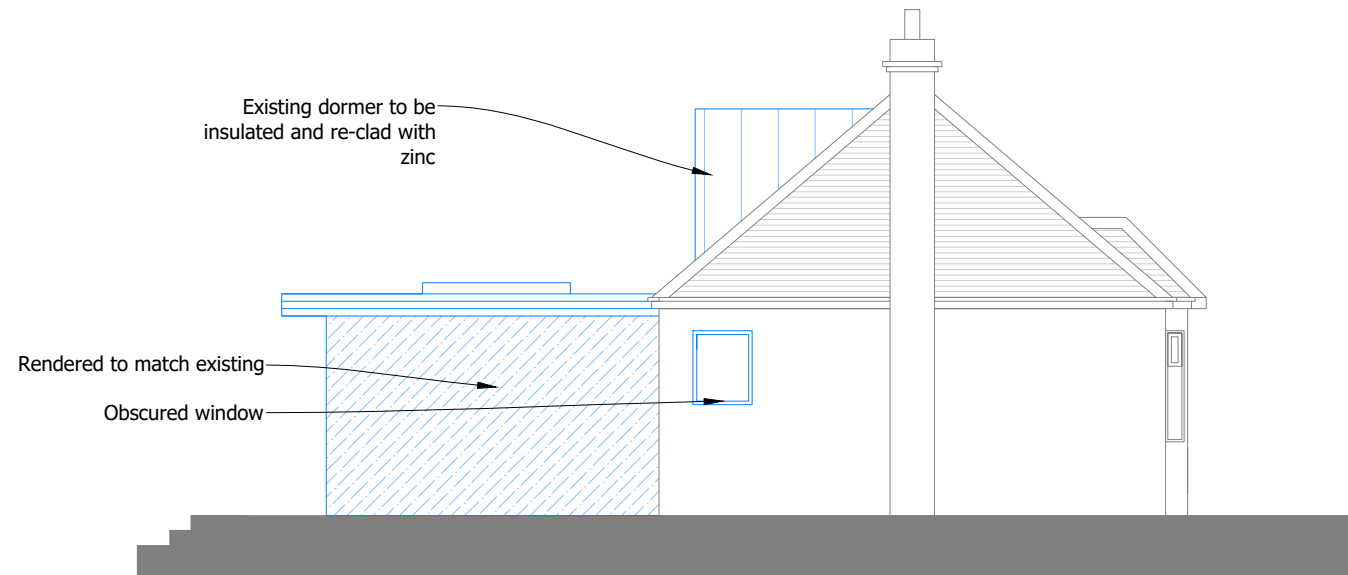 Existing dormer to be
insulated and re-clad with
zinc
Rendered to match existing
Obscured window